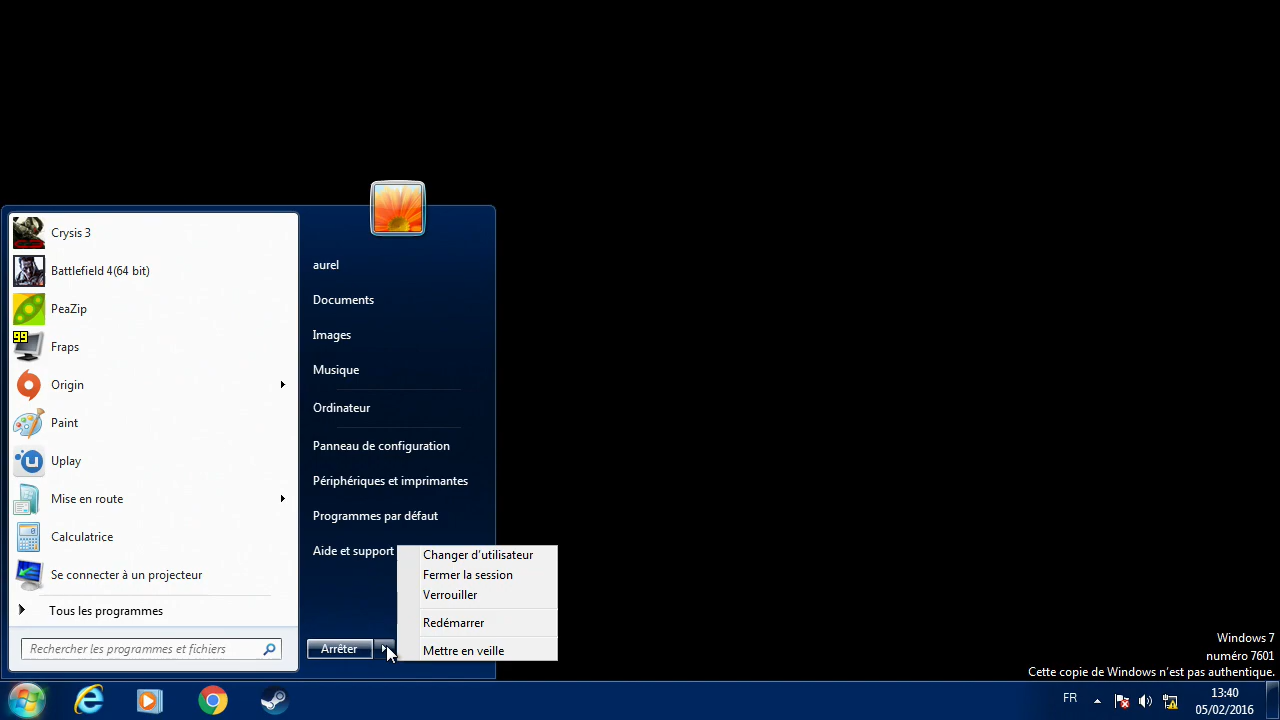 Crysis 3
Battlefield 4(64 bit)
PeaZip
99
Fraps
Origin
Paint
Uplay
Mise en route
Calculatrice
Se connecter à un projecteur
Tous les programmes
Rechercher les programmes et fichiers
aurel
Documents
Images
Musique
Ordinateur
Panneau de configuration
Périphériques et imprimantes
Programmes par défaut
Aide et support
Arrêter
Changer d'utilisateur
Fermer la session
Verrouiller
Redémarrer
Mettre en veille
Windows 7
numéro 7601
Cette copie de Windows n'est pas authentique.
FR
13:40
05/02/2016